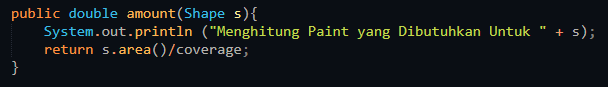 public double amount(Shape s){
System.out.println ("Menghitung Paint yang Dibutuhkan Untuk " + s);
return s.area()/coverage;
}